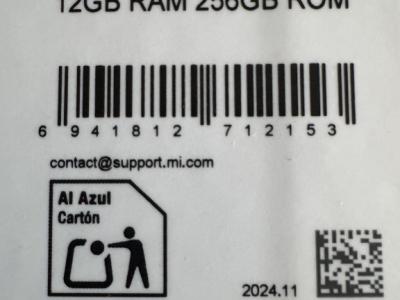 12GB RAM 256GB ROM
6 941812 712153
contact@support.mi.com
Al Azul
Cartón
2024.11